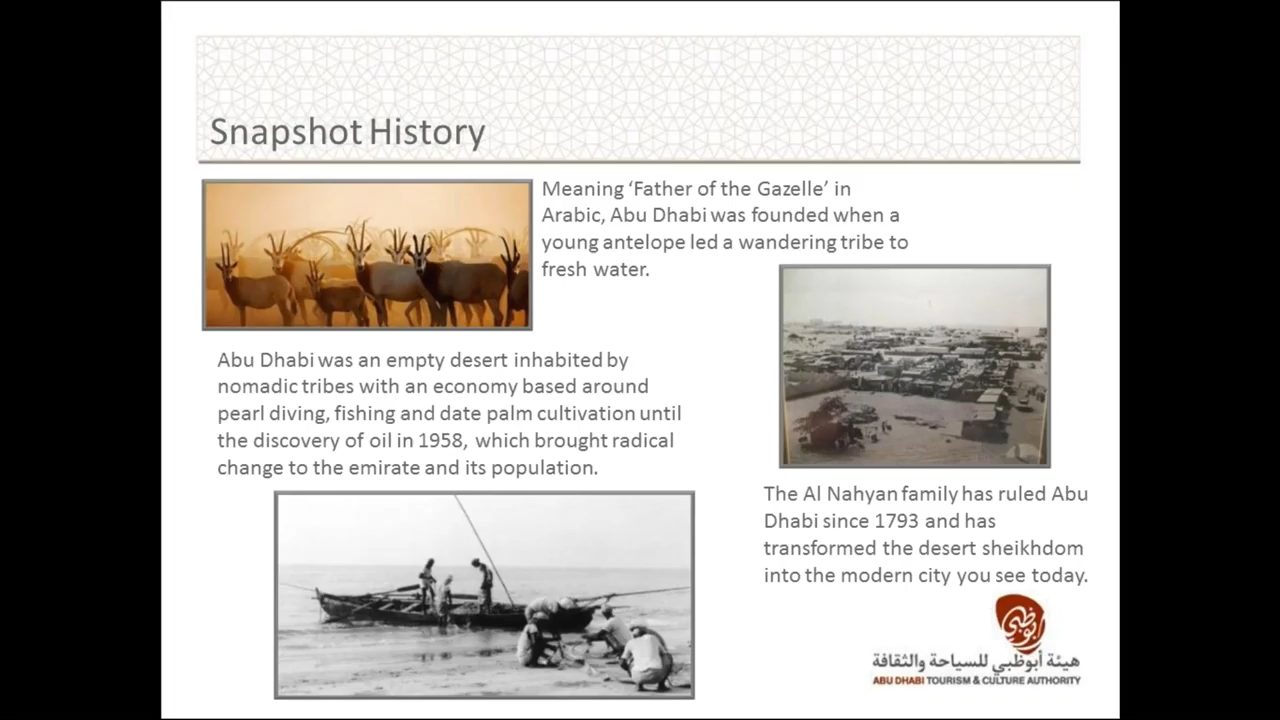 Snapshot History
Meaning ‘Father of the Gazelle’ in
Arabic, Abu Dhabi was founded when a
young antelope led a wandering tribe to
fresh water.
Abu Dhabi was an empty desert inhabited by
nomadic tribes with an economy based around
pearl diving, fishing and date palm cultivation until
the discovery of oil in 1958, which brought radical
change to the emirate and its population.
The Al Nahyan family has ruled Abu
Dhabi since 1793 and has
transformed the desert sheikhdom
into the modern city you see today.
أبوظبي
هيئة أبوظبي للسياحة والثقافة
ABU DHABI TOURISM & CULTURE AUTHORITY